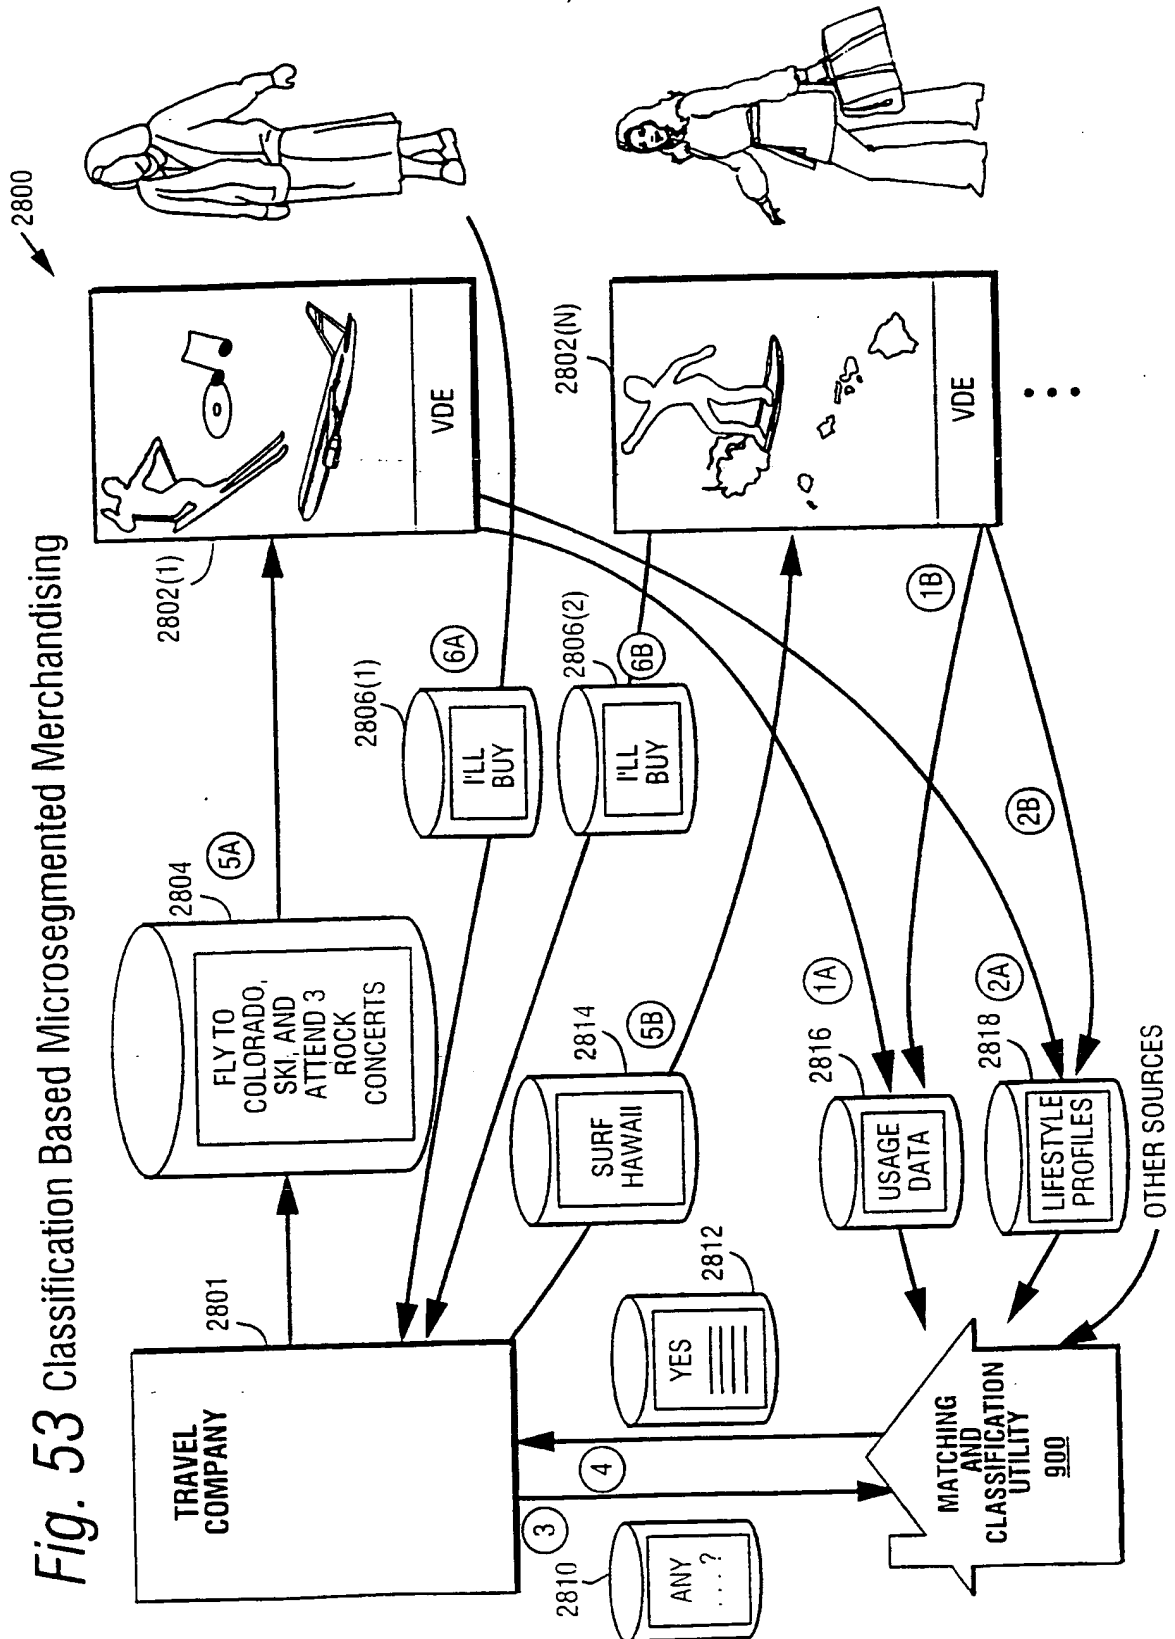 Fig. 53 Classification Based Microsegmented Merchandising
2800
TRAVEL
COMPANY
2801
2804
5A
FLY TO
COLORADO,
SKI, AND
ATTEND 3
ROCK
CONCERTS
2802(1)
VDE
2806(1)
6A
I'LL
BUY
2806(2)
6B
I'LL
BUY
2802(N)
VDE
2814
5B
SURF
HAWAII
3
4
2810
ANY
....?
2812
YES
1A
1B
2816
USAGE
DATA
2A
2B
2818
LIFESTYLE
PROFILES
MATCHING
AND
CLASSIFICATION
UTILITY
900
OTHER SOURCES